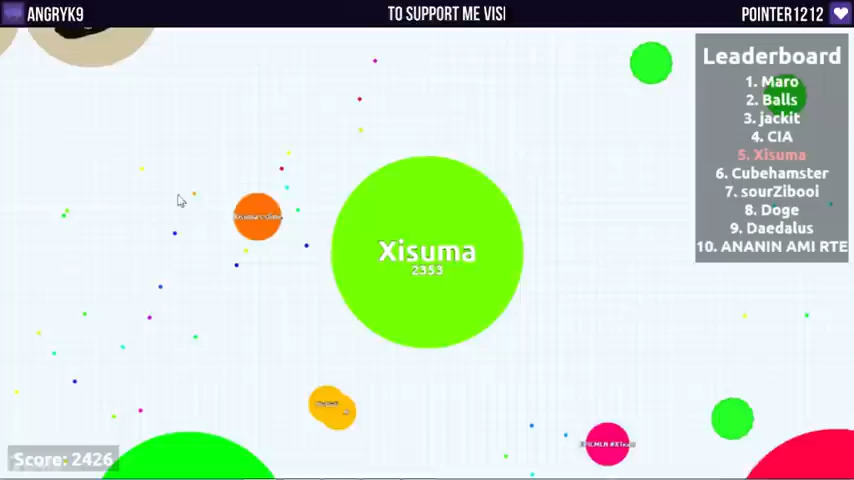 ANGRYK9
TO SUPPORT ME VISI
POINTER1212
Leaderboard
1. Maro
2. Balls
3. jackit
4. CIA
5. Xisuma
6. Cubehamster
7. sourZibooi
8. Doge
9. Daedalus
10. ANANIN AMI RTE
Xisuma
2353
Score: 2426